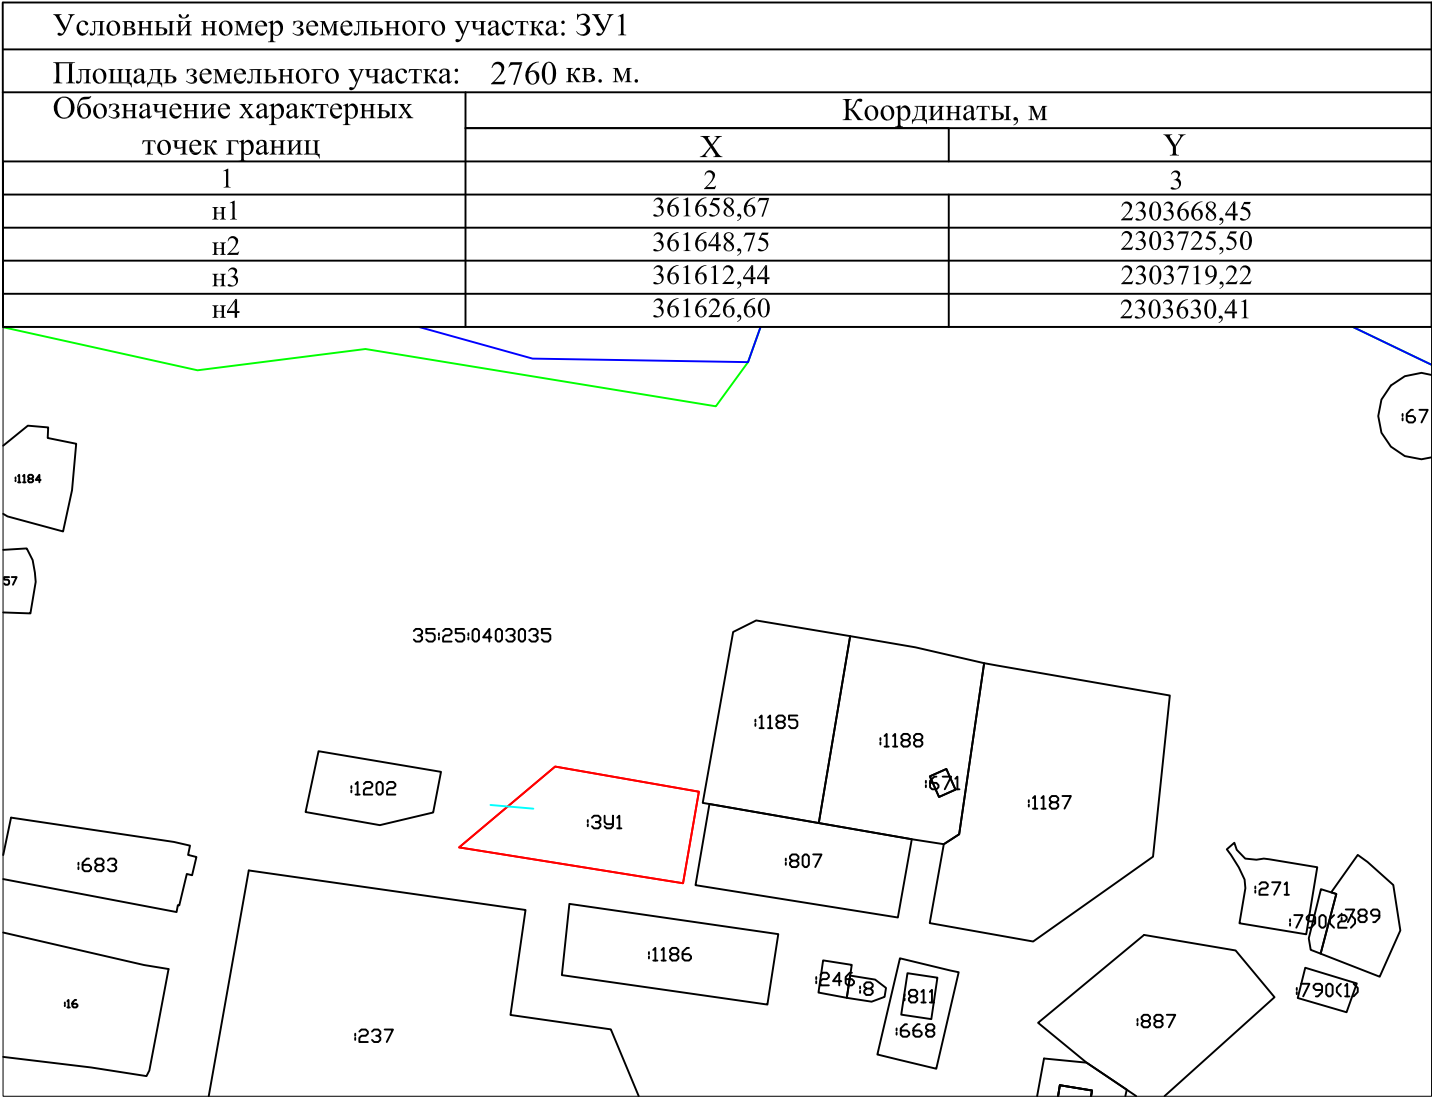 Условный номер земельного участка: ЗУ1
Площадь земельного участка: 2760 кв. м.
Обозначение характерных точек границ
Координаты, м
X Y
1 2 3
н1 361658,67 2303668,45
н2 361648,75 2303725,50
н3 361612,44 2303719,22
н4 361626,60 2303630,41
:67
:1184
57
35:25:0403035
:1185
:1188
:671
:1187
:1202
:ЗУ1
:807
:683
:271
:790(2)
:789
:1186
:246
:8
:811
:668
:790(1)
:16
:237
:887